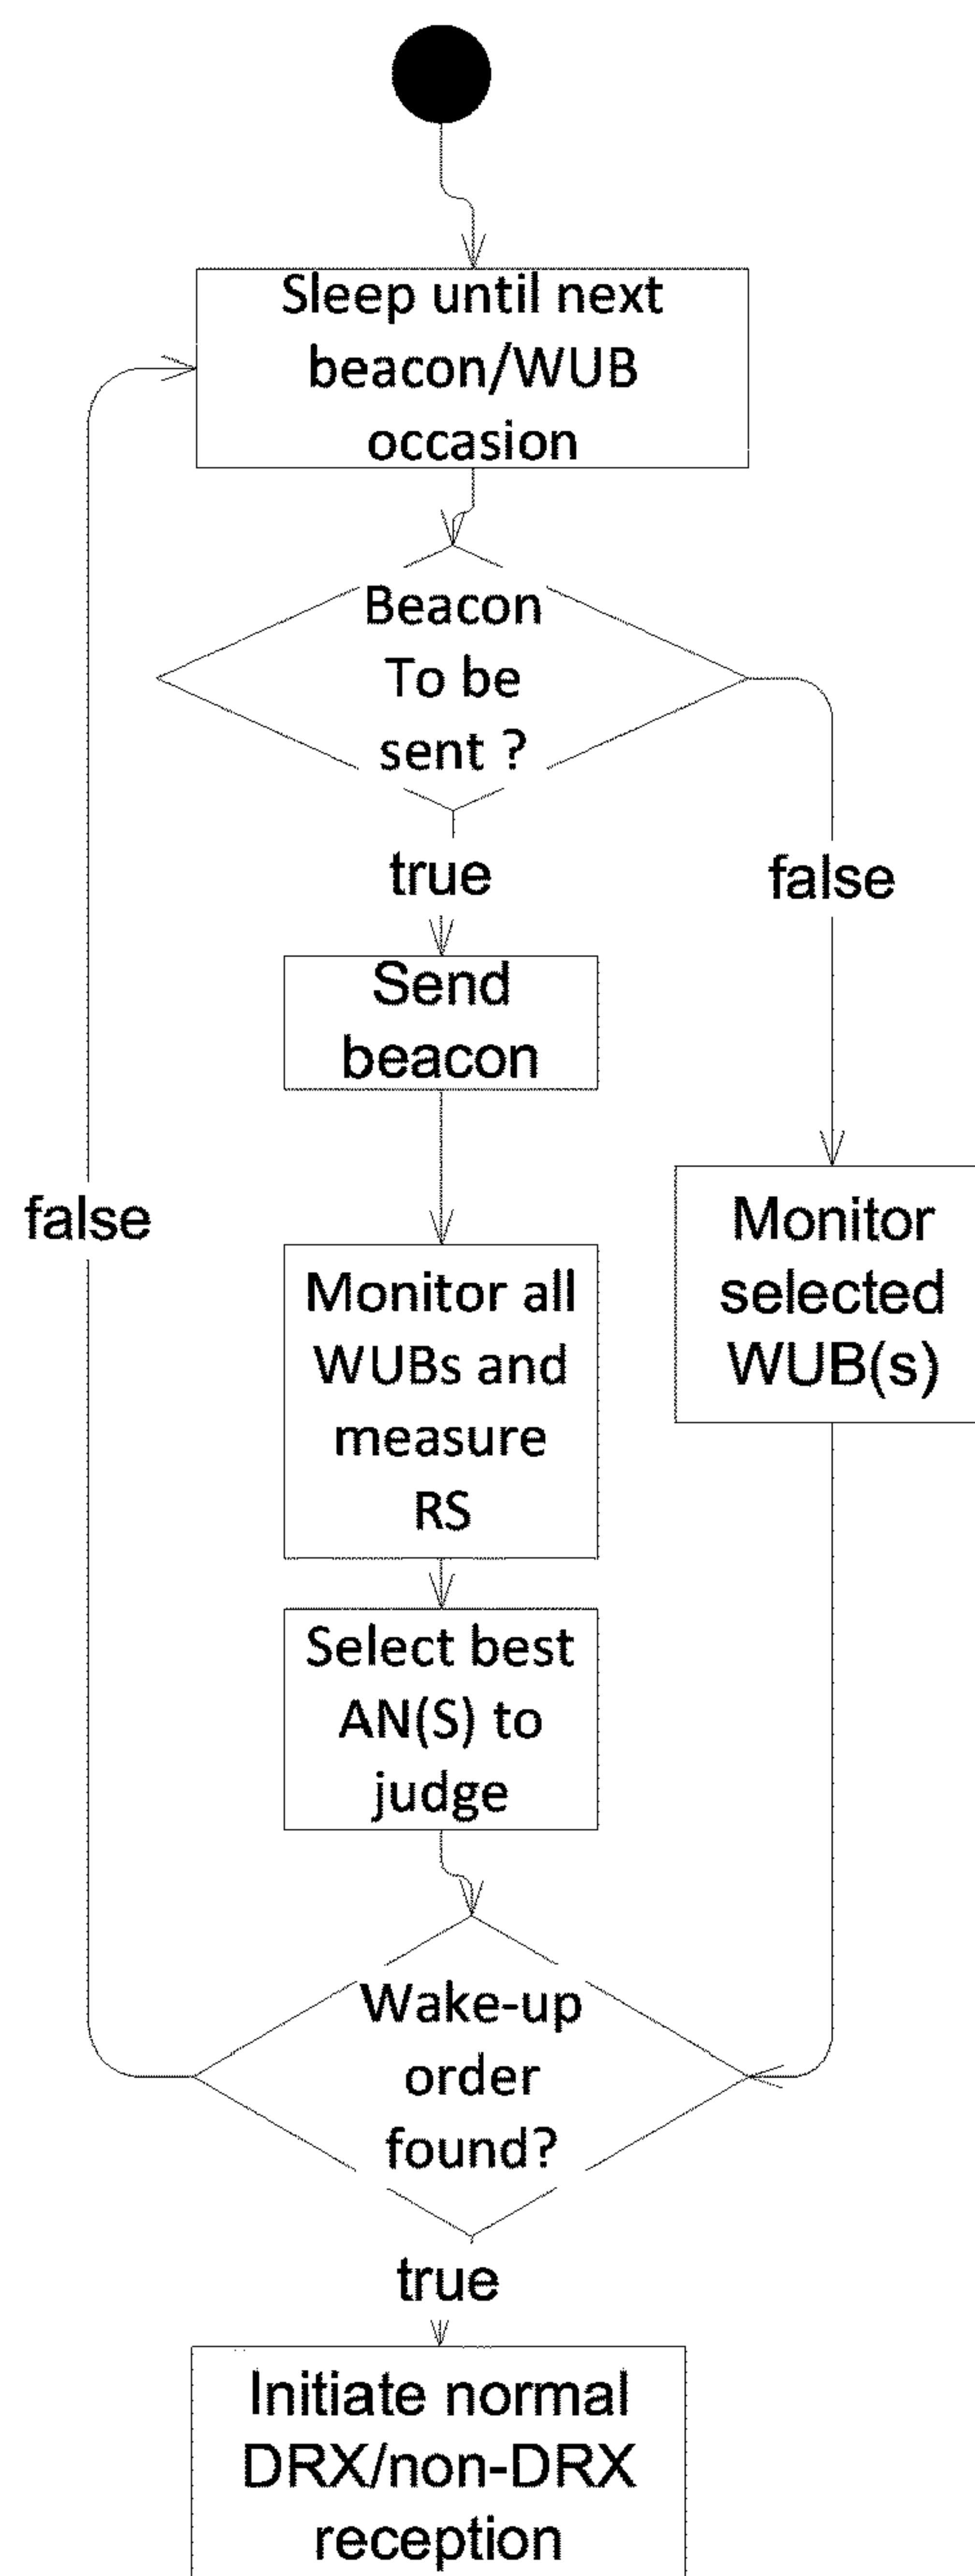 Sleep until next
beacon/WUB
occasion
Beacon
To be
sent ?
true
false
Send
beacon
false
Monitor all
WUBs and
measure
RS
Monitor
selected
WUB(s)
Select best
AN(S) to
judge
Wake-up
order
found?
true
Initiate normal
DRX/non-DRX
reception